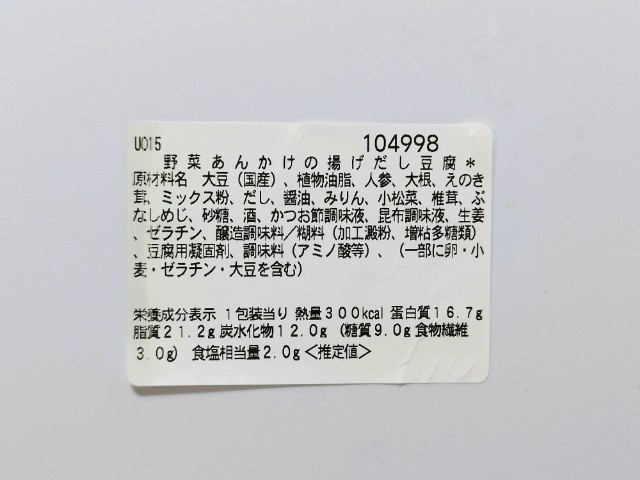 U015 104998
野菜あんかけの揚げだし豆腐＊
原材料名 大豆（国産）、植物油脂、人参、大根、えのき
茸、ミックス粉、だし、醤油、みりん、小松菜、椎茸、ぶ
なしめじ、砂糖、酒、かつお節調味液、昆布調味液、生姜
、ゼラチン、醸造調味料／糊料（加工澱粉、増粘多糖類）
、豆腐用凝固剤、調味料（アミノ酸等）、（一部に卵・小
麦・ゼラチン・大豆を含む）
栄養成分表示 １包装当り 熱量３００kcal 蛋白質１６.７g
脂質２１.２g 炭水化物１２.０g （糖質９.０g 食物繊維
３.０g） 食塩相当量２.０g＜推定値＞